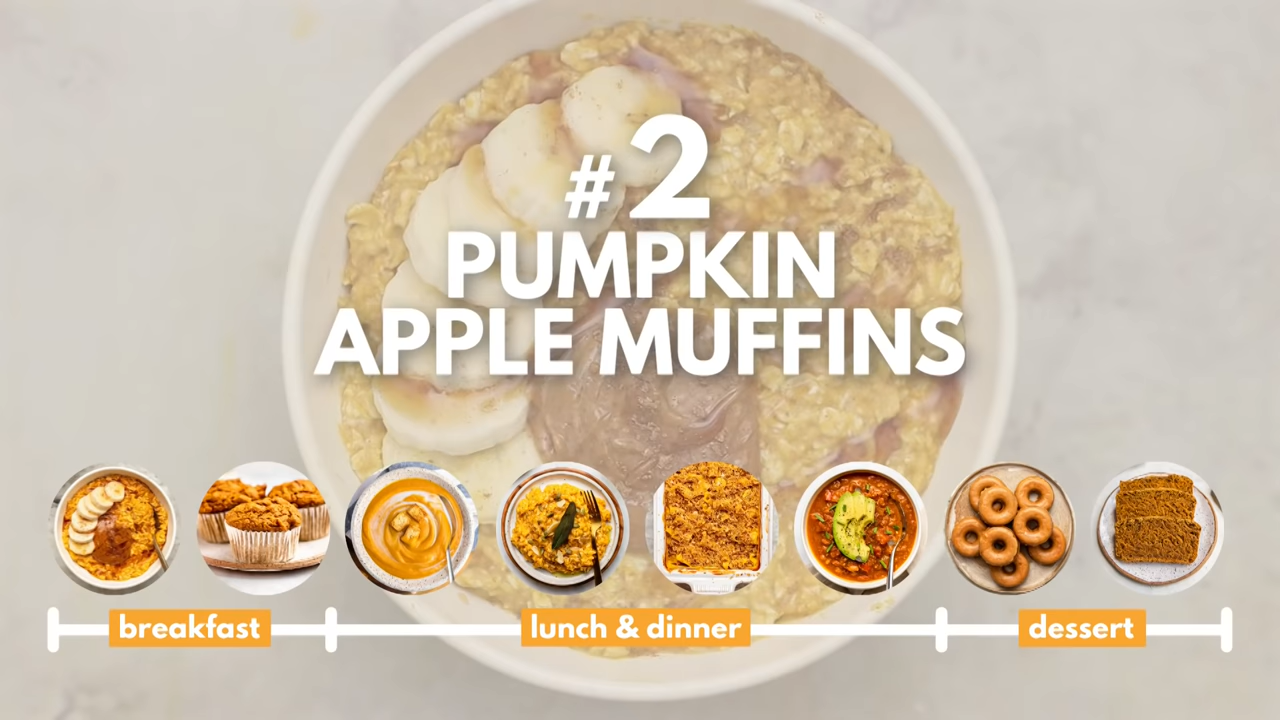 #2
PUMPKIN
APPLE MUFFINS
breakfast
lunch & dinner
dessert